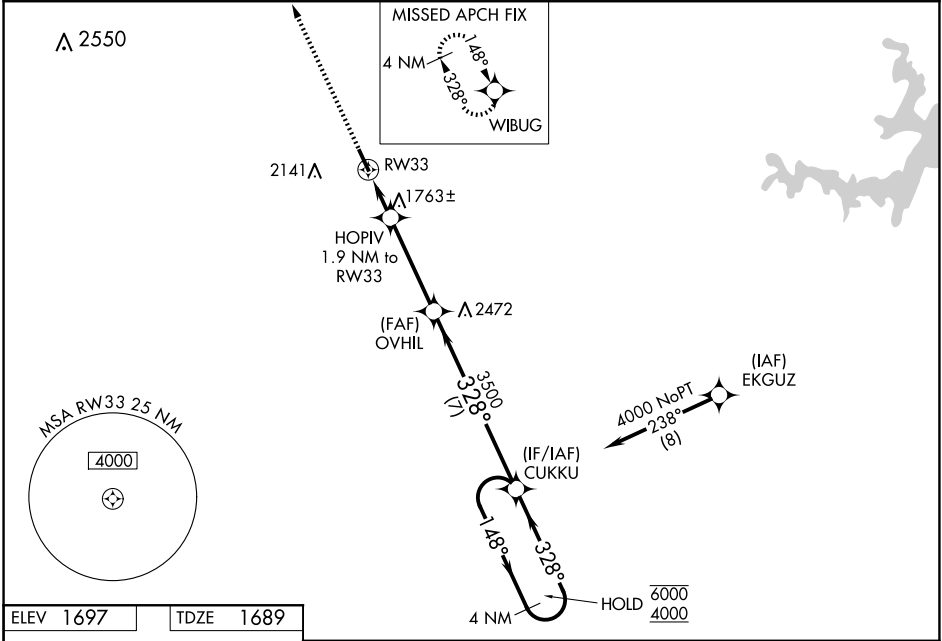 MISSED APCH FIX
2550
4 NM
148°
328°
WIBUG
2141
RW33
1763±
HOPIV
1.9 NM to
RW33
2472
(FAF)
OVHIL
3500
328°
(7)
(IAF)
EKGUZ
4000 NoPT
238°
(8)
MSA RW33 25 NM
4000
(IF/IAF)
CUKKU
148°
328°
4 NM
HOLD
6000
4000
ELEV 1697
TDZE 1689